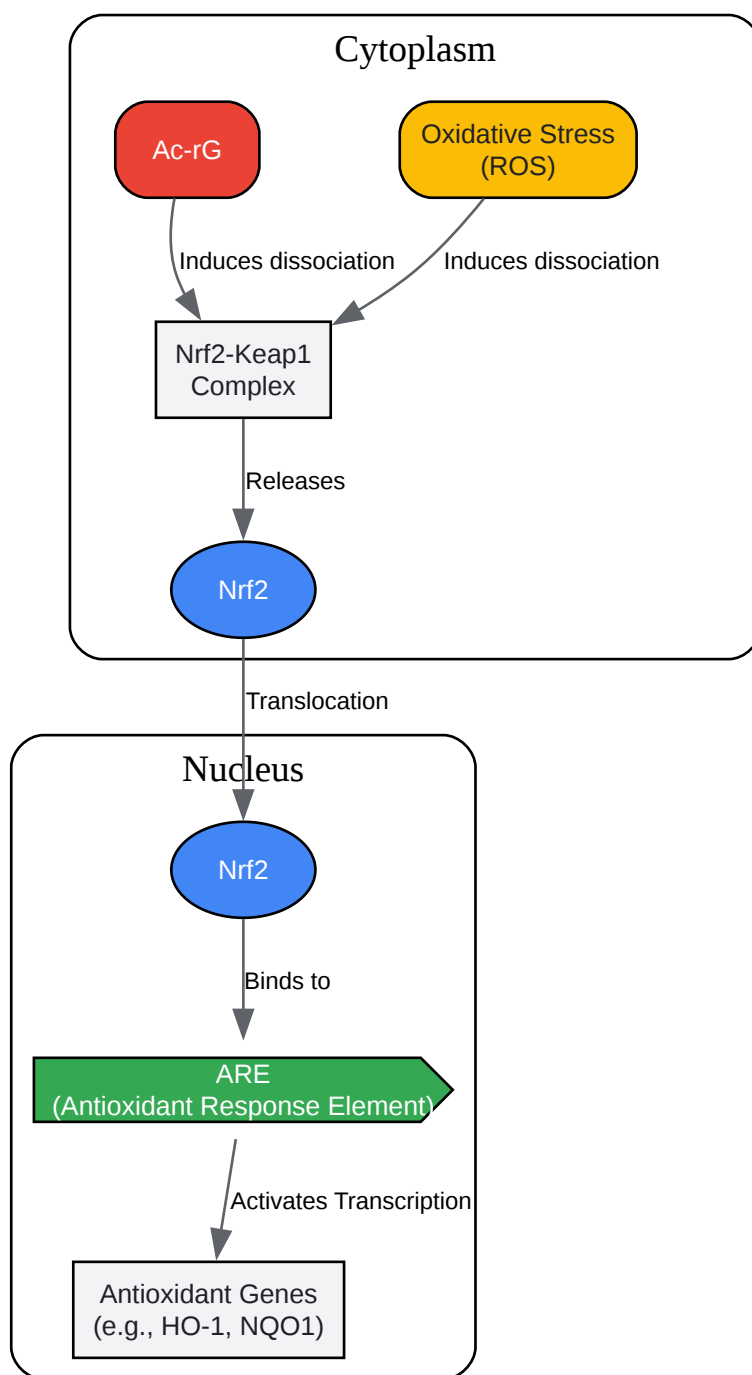 Cytoplasm
Ac-rG
Oxidative Stress
(ROS)
Induces dissociation
Induces dissociation
Nrf2-Keap1
Complex
Releases
Nrf2
Translocation
Nucleus
Nrf2
Binds to
ARE
(Antioxidant Response Element)
Activates Transcription
Antioxidant Genes
(e.g., HO-1, NQO1)